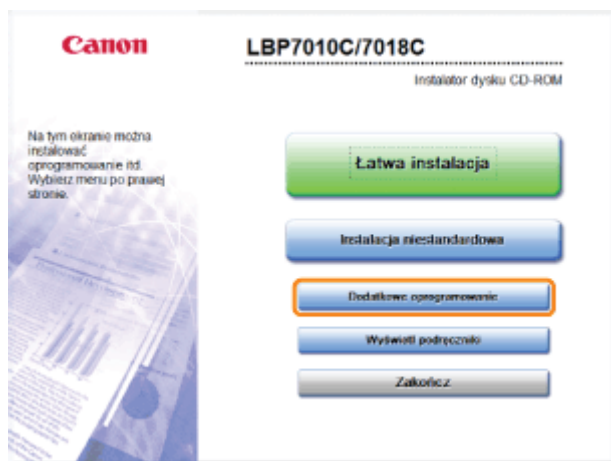 Canon
LBP7010C/7018C
Instalator dysku CD-ROM
Na tym ekranie można
instalować
oprogramowanie itd.
Wybierz menu po prawej
stronie.
Łatwa instalacja
Instalacja niestandardowa
Dodatkowe oprogramowanie
Wyświetl podręczniki
Zakończ